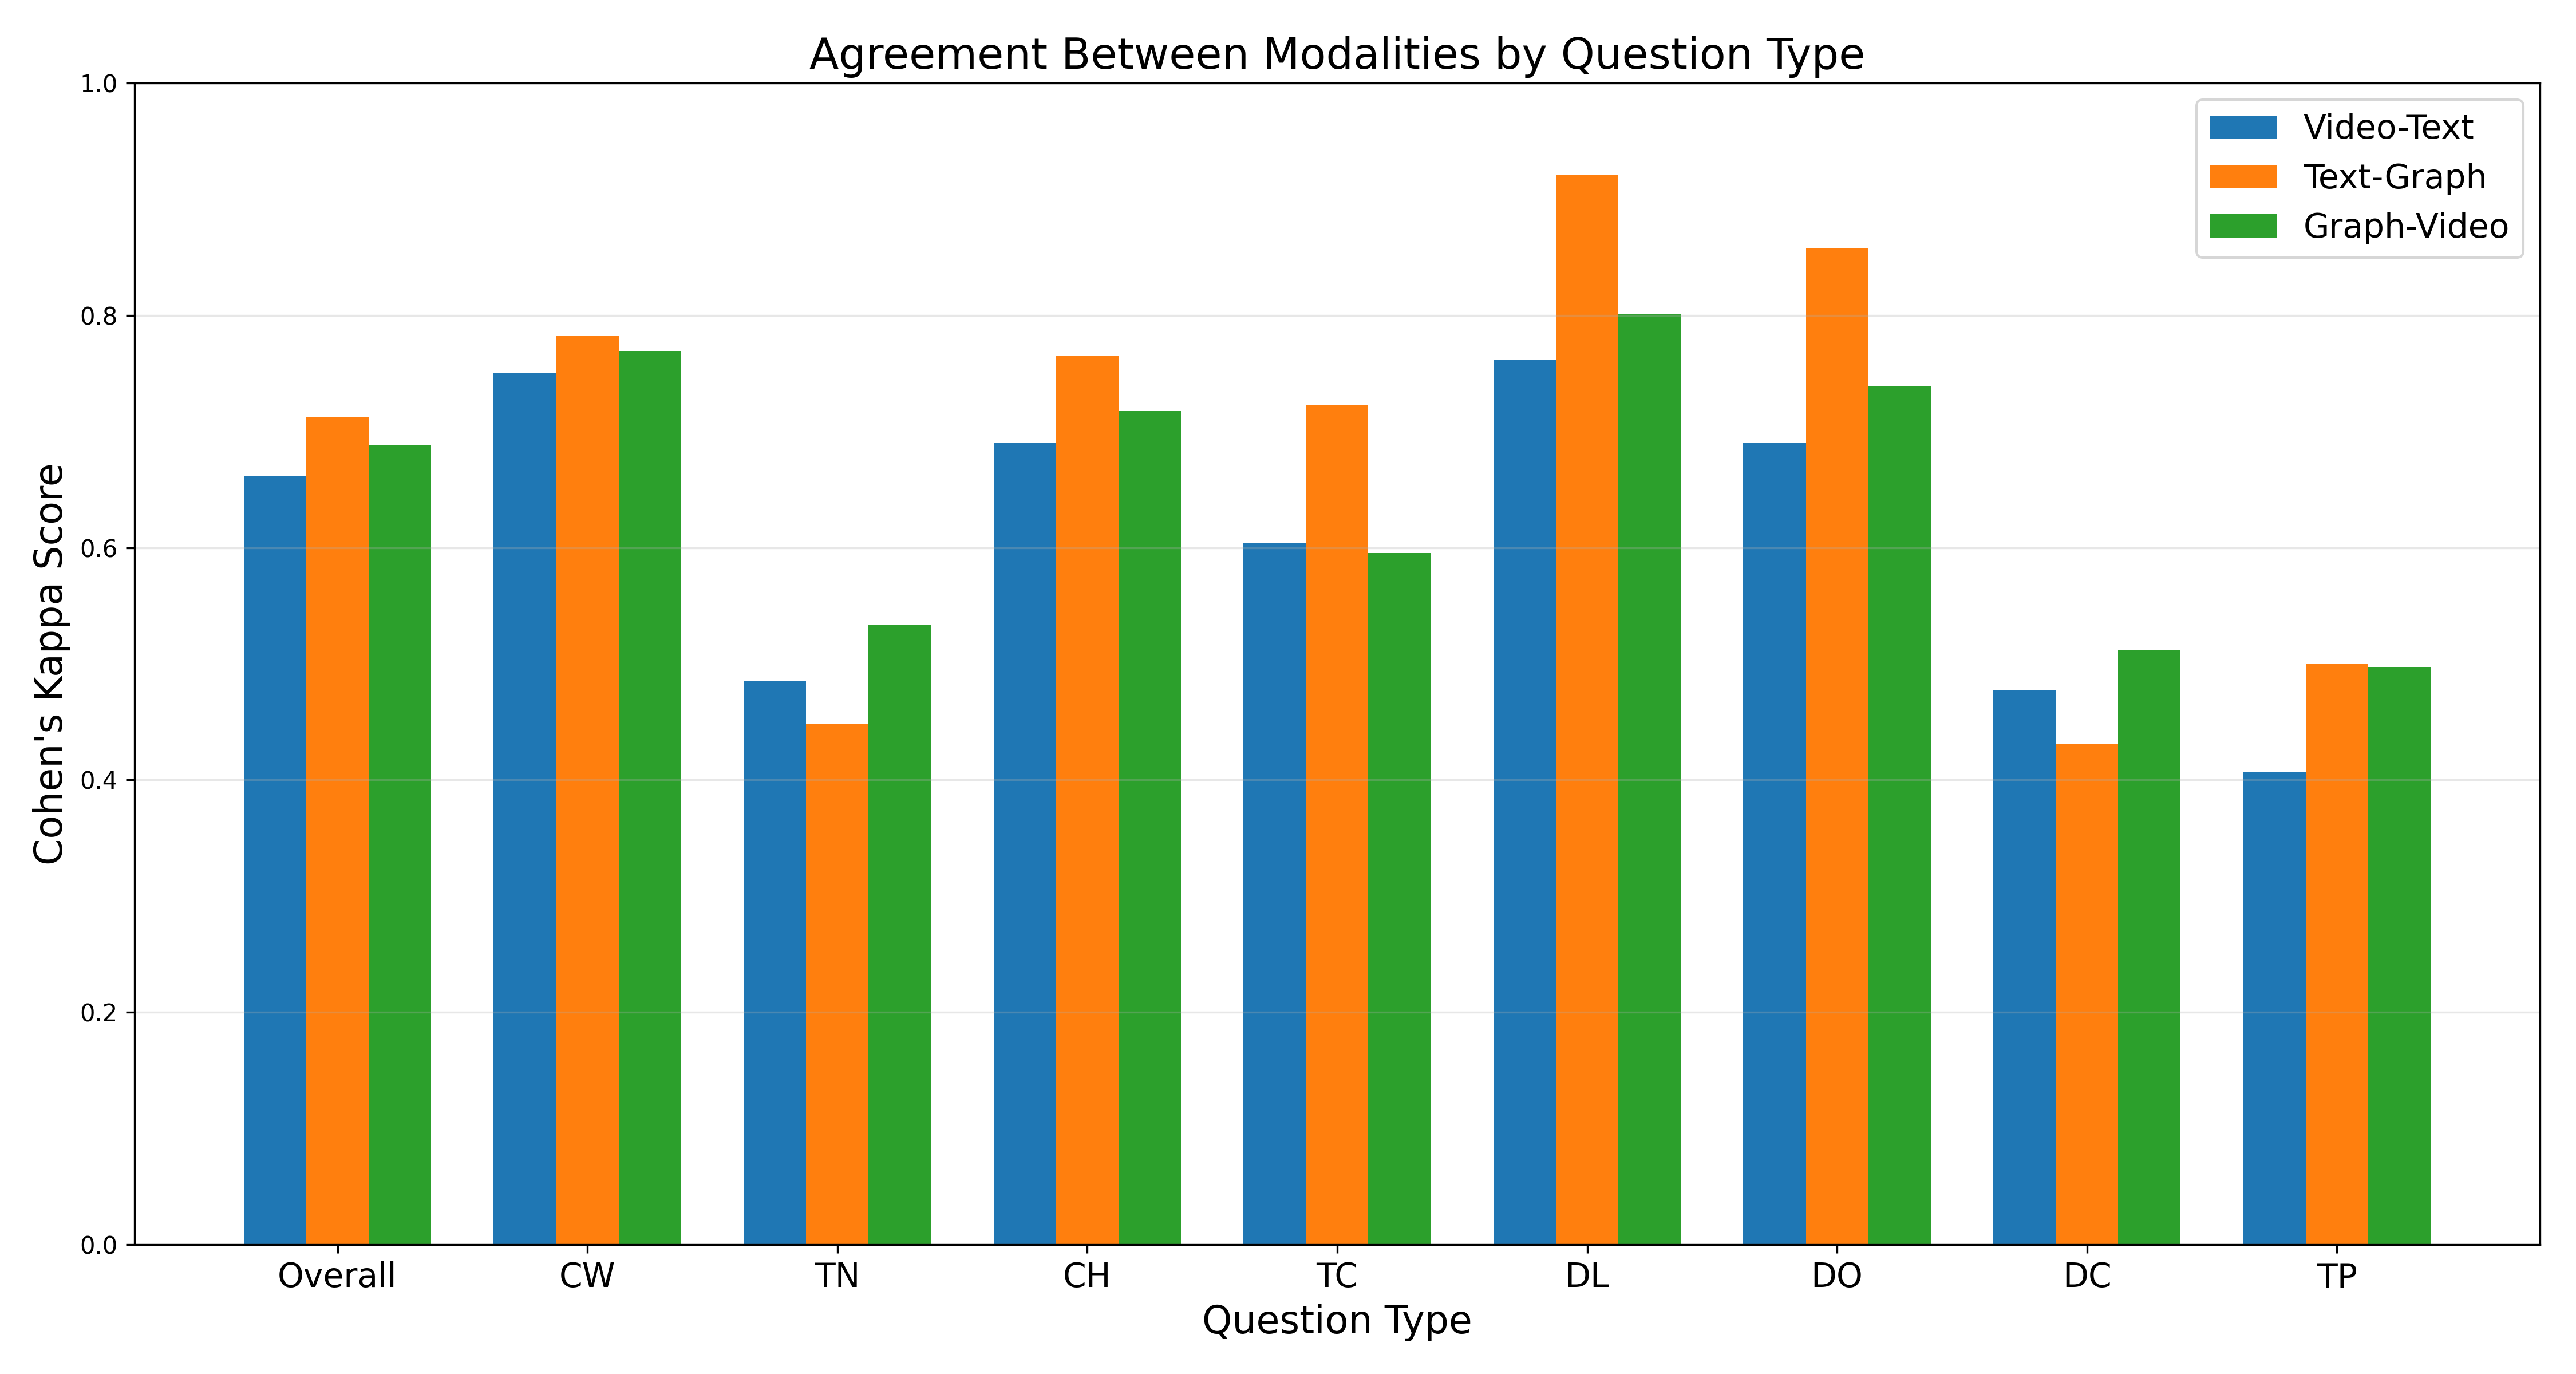 Agreement Between Modalities by Question Type
Video-Text
Text-Graph
Graph-Video
Cohen's Kappa Score
1.0
0.8
0.6
0.4
0.2
0.0
Overall CW TN CH TC DL DO DC TP
Question Type